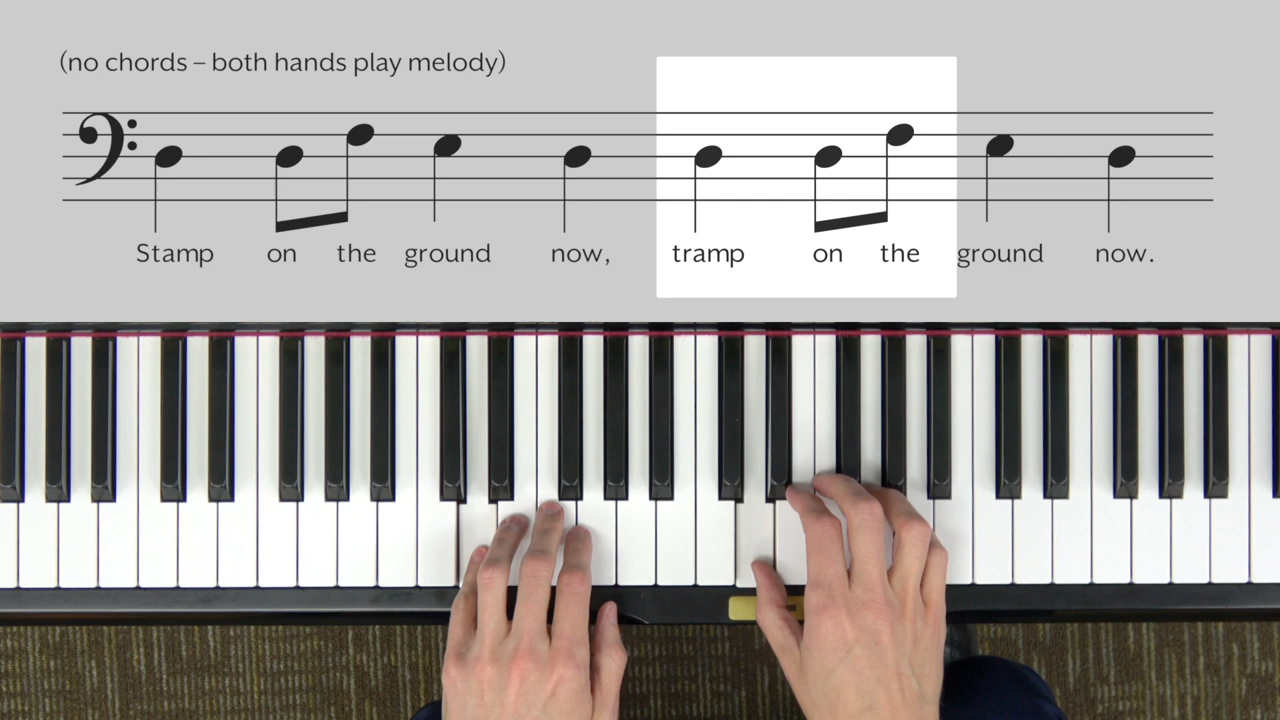 (no chords – both hands play melody)
Stamp on the ground now, tramp on the ground now.